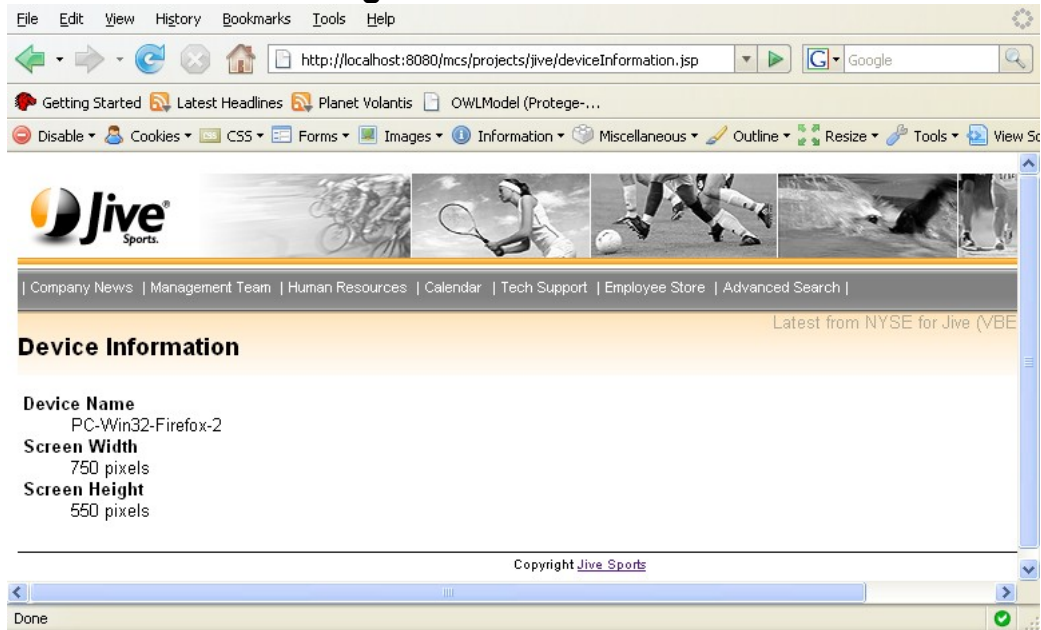 File Edit View History Bookmarks Tools Help
http://localhost:8080/mcs/projects/jive/deviceInformation.jsp G Google
Getting Started Latest Headlines Planet Volantis OWLModel (Protege-...
Disable Cookies CSS CSS Forms Images Information Miscellaneous Outline Resize Tools View So
Jive®
Sports.
| Company News | Management Team | Human Resources | Calendar | Tech Support | Employee Store | Advanced Search |
Latest from NYSE for Jive (VBE
Device Information
Device Name
PC-Win32-Firefox-2
Screen Width
750 pixels
Screen Height
550 pixels
Copyright Jive Sports
Done